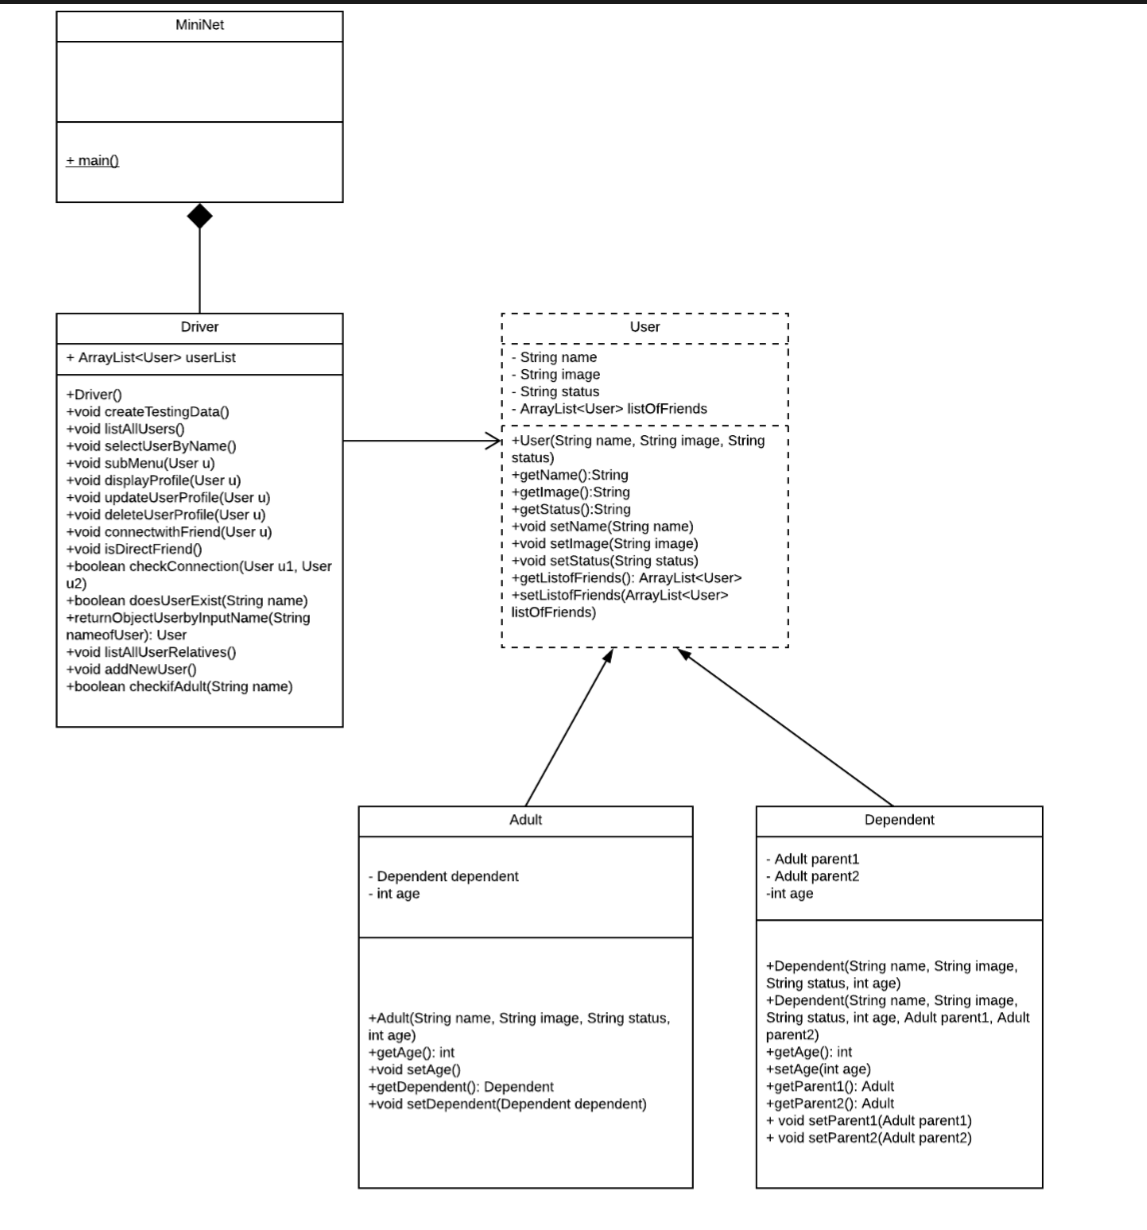 MiniNet
+ main()
Driver
+ ArrayList<User> userList
+Driver()
+void createTestingData()
+void listAllUsers()
+void selectUserByName()
+void subMenu(User u)
+void displayProfile(User u)
+void updateUserProfile(User u)
+void deleteUserProfile(User u)
+void connectwithFriend(User u)
+void isDirectFriend()
+boolean checkConnection(User u1, User
u2)
+boolean doesUserExist(String name)
+returnObjectUserbyInputName(String
nameofUser): User
+void listAllUserRelatives()
+void addNewUser()
+boolean checkifAdult(String name)
User
- String name
- String image
- String status
- ArrayList<User> listOfFriends
+User(String name, String image, String
status)
+getName():String
+getImage():String
+getStatus():String
+void setName(String name)
+void setImage(String image)
+void setStatus(String status)
+getListofFriends(): ArrayList<User>
+setListofFriends(ArrayList<User>
listOfFriends)
Adult
- Dependent dependent
- int age
+Adult(String name, String image, String status,
int age)
+getAge(): int
+void setAge()
+getDependent(): Dependent
+void setDependent(Dependent dependent)
Dependent
- Adult parent1
- Adult parent2
-int age
+Dependent(String name, String image,
String status, int age)
+Dependent(String name, String image,
String status, int age, Adult parent1, Adult
parent2)
+getAge(): int
+setAge(int age)
+getParent1(): Adult
+getParent2(): Adult
+ void setParent1(Adult parent1)
+ void setParent2(Adult parent2)